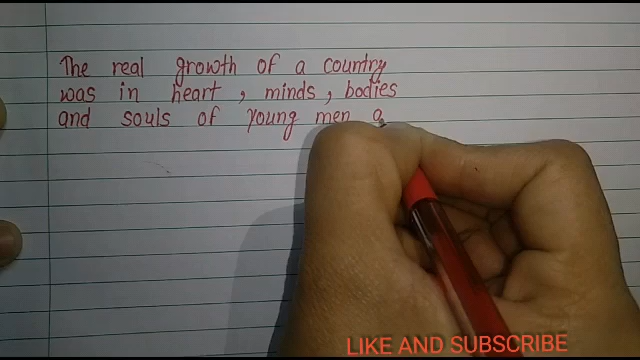 The real growth of a country
was in heart , minds , bodies
and souls of young men a
LIKE AND SUBSCRIBE